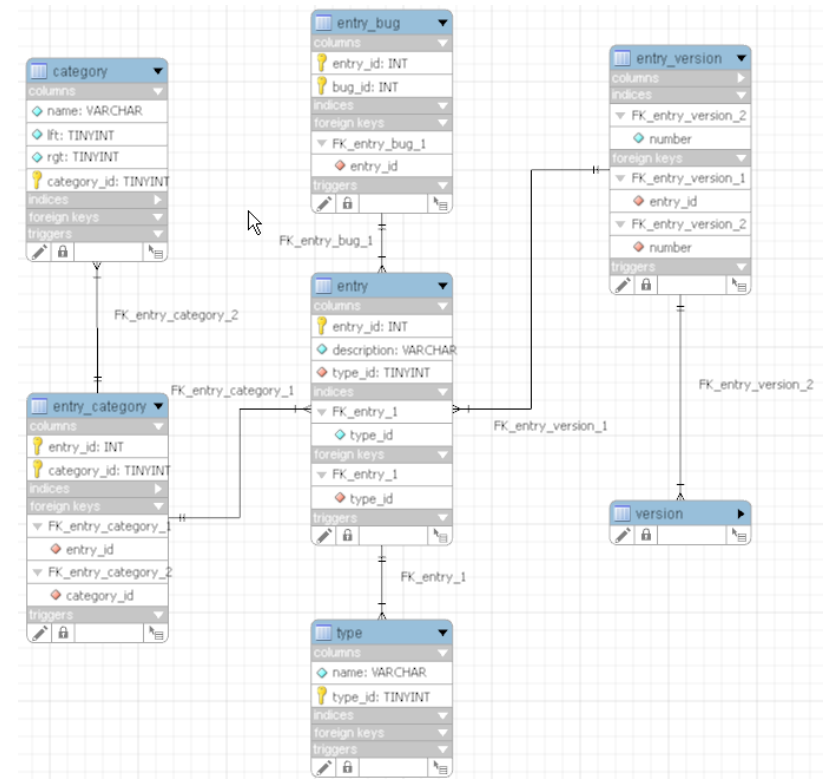 category
columns
name: VARCHAR
lft: TINYINT
rgt: TINYINT
category_id: TINYINT
indices
foreign keys
triggers
FK_entry_category_2
entry_category
columns
entry_id: INT
category_id: TINYINT
indices
foreign keys
FK_entry_category_1
entry_id
FK_entry_category_2
category_id
triggers
FK_entry_category_1
entry_bug
columns
entry_id: INT
bug_id: INT
indices
foreign keys
FK_entry_bug_1
entry_id
triggers
FK_entry_bug_1
entry
columns
entry_id: INT
description: VARCHAR
type_id: TINYINT
indices
FK_entry_1
type_id
foreign keys
FK_entry_1
type_id
triggers
FK_entry_1
type
columns
name: VARCHAR
type_id: TINYINT
indices
foreign keys
triggers
entry_version
columns
indices
FK_entry_version_2
number
foreign keys
FK_entry_version_1
entry_id
FK_entry_version_2
number
triggers
FK_entry_version_1
FK_entry_version_2
version